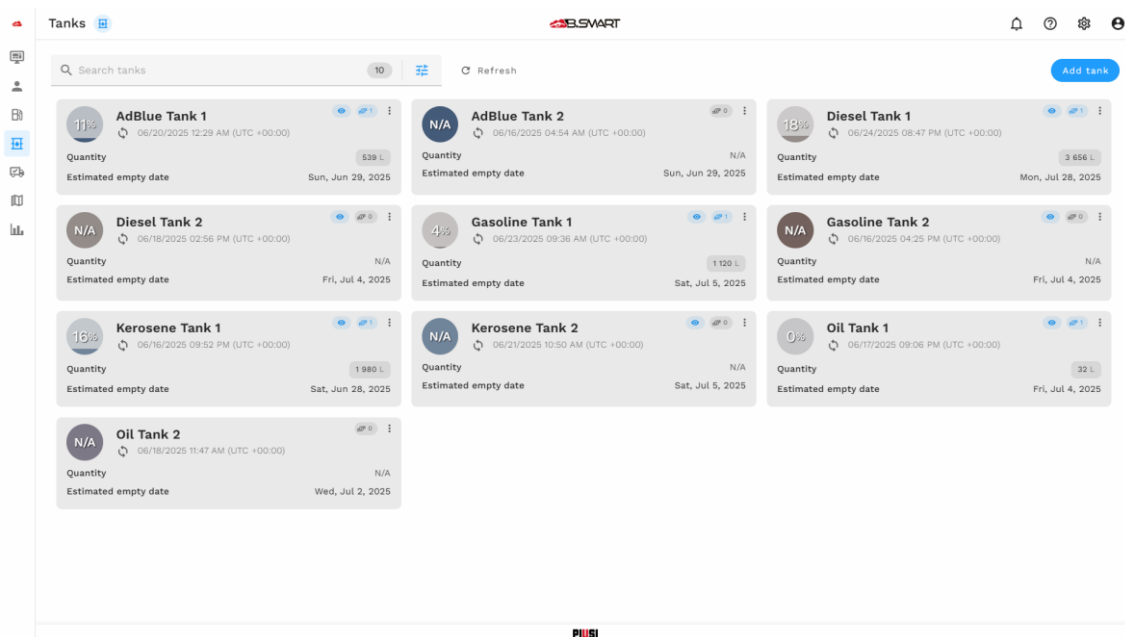 Tanks
B.SMART
Search tanks
10
Refresh
Add tank
11%
AdBlue Tank 1
1
06/20/2025 12:29 AM (UTC +00:00)
Quantity
539 L
Estimated empty date
Sun, Jun 29, 2025
N/A
AdBlue Tank 2
0
06/16/2025 04:54 AM (UTC +00:00)
Quantity
N/A
Estimated empty date
Sun, Jun 29, 2025
18%
Diesel Tank 1
1
06/24/2025 08:47 PM (UTC +00:00)
Quantity
3 656 L
Estimated empty date
Mon, Jul 28, 2025
N/A
Diesel Tank 2
0
06/18/2025 02:56 PM (UTC +00:00)
Quantity
N/A
Estimated empty date
Fri, Jul 4, 2025
4%
Gasoline Tank 1
1
06/23/2025 09:36 AM (UTC +00:00)
Quantity
1 120 L
Estimated empty date
Sat, Jul 5, 2025
N/A
Gasoline Tank 2
0
06/16/2025 04:25 PM (UTC +00:00)
Quantity
N/A
Estimated empty date
Fri, Jul 4, 2025
16%
Kerosene Tank 1
1
06/16/2025 09:52 PM (UTC +00:00)
Quantity
1 980 L
Estimated empty date
Sat, Jun 28, 2025
N/A
Kerosene Tank 2
0
06/21/2025 10:50 AM (UTC +00:00)
Quantity
N/A
Estimated empty date
Sat, Jul 5, 2025
0%
Oil Tank 1
1
06/17/2025 09:06 PM (UTC +00:00)
Quantity
32 L
Estimated empty date
Fri, Jul 4, 2025
N/A
Oil Tank 2
0
06/18/2025 11:47 AM (UTC +00:00)
Quantity
N/A
Estimated empty date
Wed, Jul 2, 2025
PIUSI